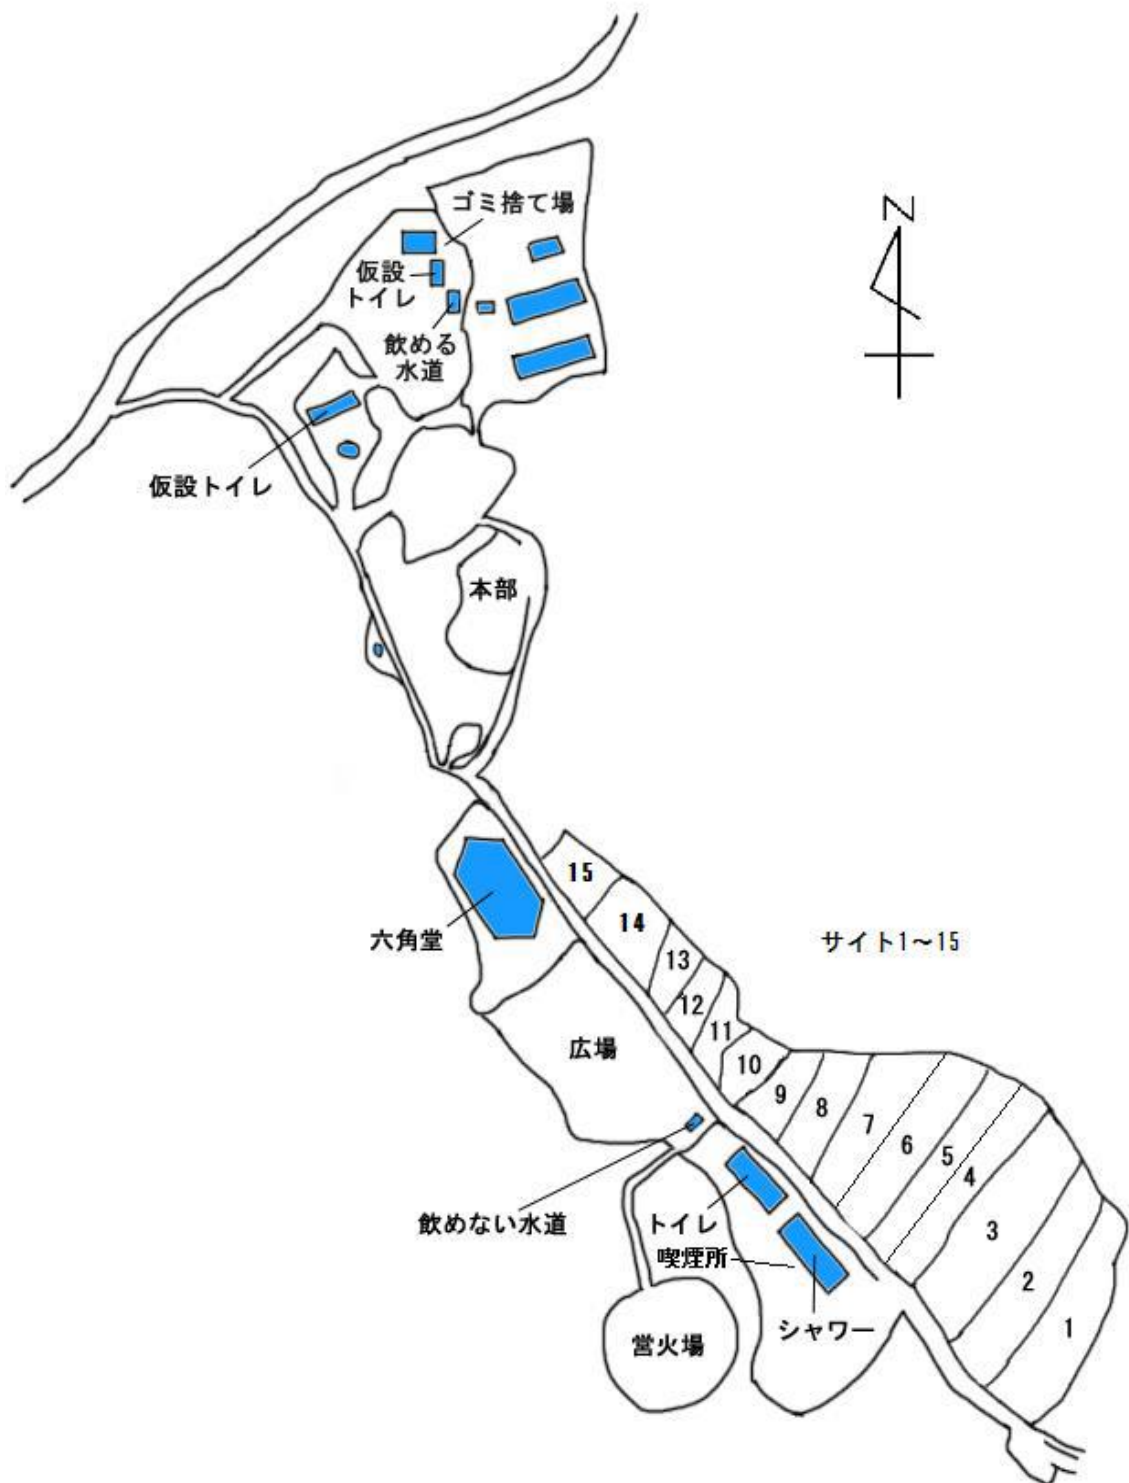 N
ゴミ捨て場
仮設
トイレ
飲める
水道
仮設トイレ
本部
15
14
六角堂
サイト1～15
13
12
11
広場
10
9
8
7
6
5
4
飲めない水道
トイレ
3
喫煙所
2
シャワー
1
営火場